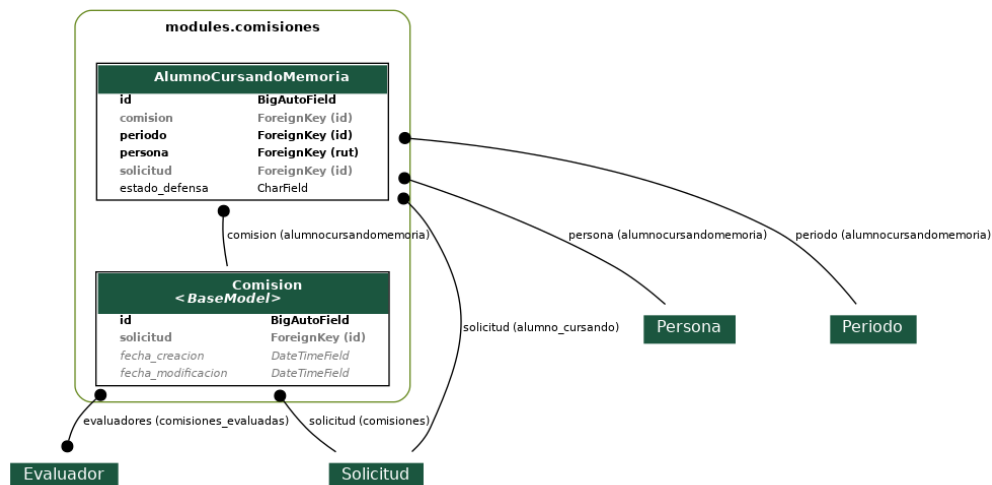 modules.comisiones
AlumnoCursandoMemoria
id BigAutoField
comision ForeignKey (id)
periodo ForeignKey (id)
persona ForeignKey (rut)
solicitud ForeignKey (id)
estado_defensa CharField
comision (alumnocursandomemoria)
persona (alumnocursandomemoria)
periodo (alumnocursandomemoria)
Comision
<BaseModel>
id BigAutoField
solicitud ForeignKey (id)
fecha_creacion DateTimeField
fecha_modificacion DateTimeField
solicitud (alumno_cursando)
Persona
Periodo
evaluadores (comisiones_evaluadas)
solicitud (comisiones)
Evaluador
Solicitud